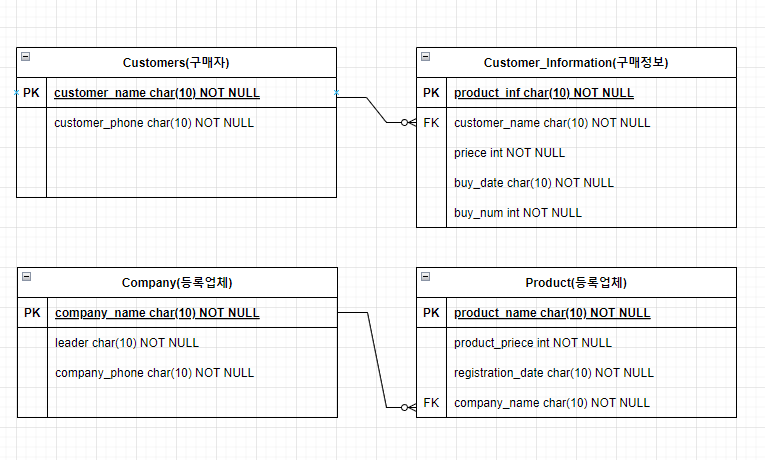 Customers(구매자)
PK customer_name char(10) NOT NULL
customer_phone char(10) NOT NULL
Customer_Information(구매정보)
PK product_inf char(10) NOT NULL
FK customer_name char(10) NOT NULL
priece int NOT NULL
buy_date char(10) NOT NULL
buy_num int NOT NULL
Company(등록업체)
PK company_name char(10) NOT NULL
leader char(10) NOT NULL
company_phone char(10) NOT NULL
Product(등록업체)
PK product_name char(10) NOT NULL
product_priece int NOT NULL
registration_date char(10) NOT NULL
FK company_name char(10) NOT NULL